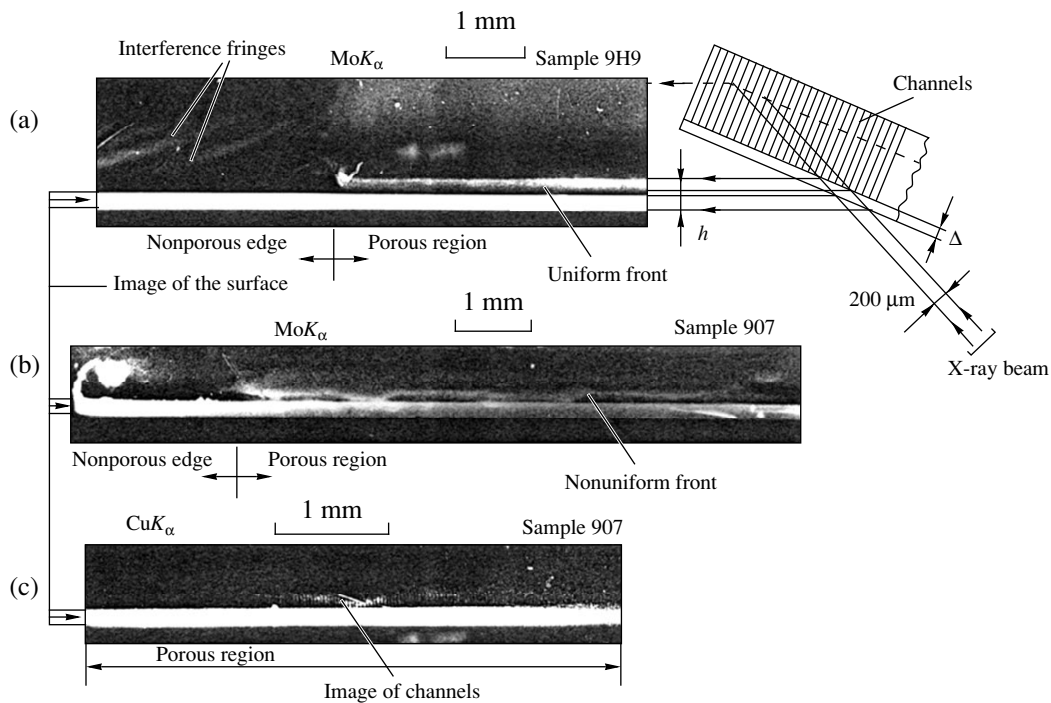 1 mm
Interference fringes
MoKα
Sample 9H9
Channels
(a)
h
Δ
Nonporous edge
Porous region
Uniform front
Image of the surface
200 μm
1 mm
MoKα
Sample 907
X-ray beam
(b)
Nonporous edge
Porous region
Nonuniform front
1 mm
CuKα
Sample 907
(c)
Porous region
Image of channels